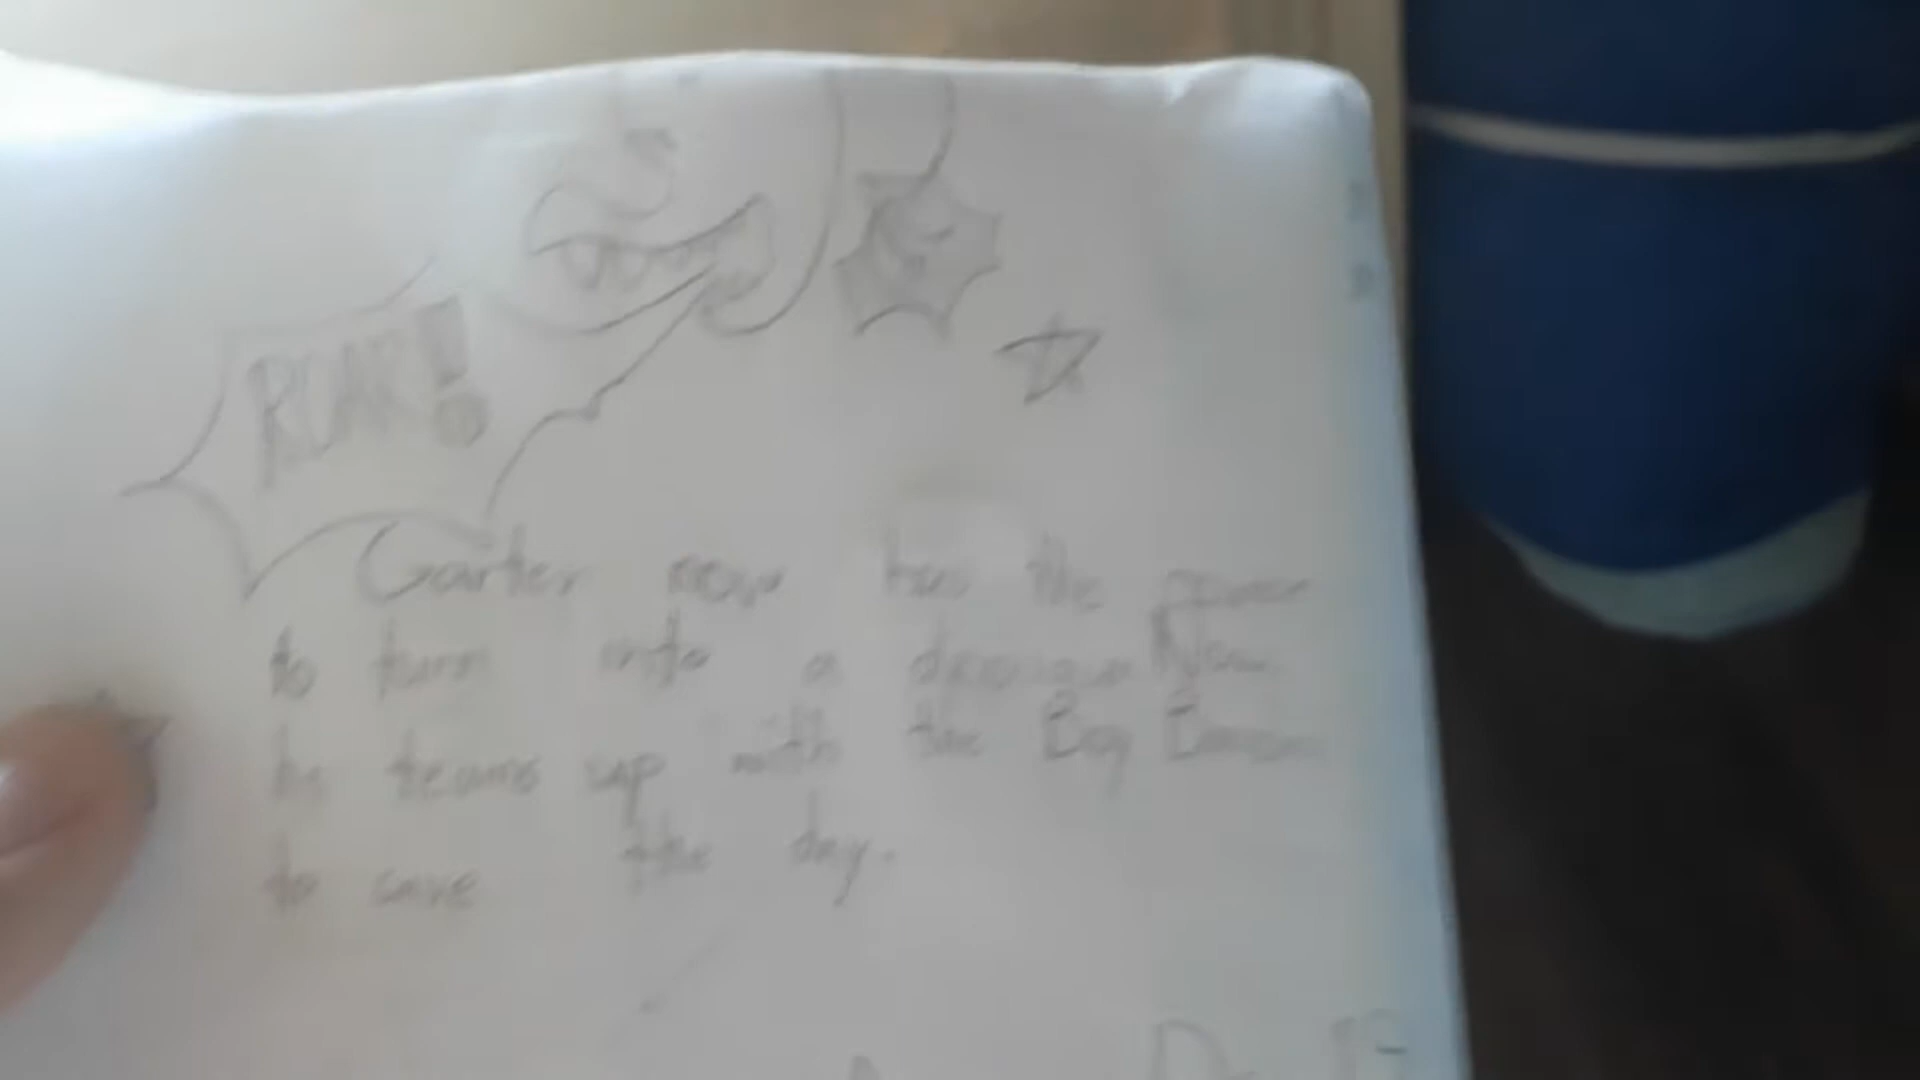 ROAR!
Carter now has the power
to turn into a dragon Now
he teams up with the Boy
to save the day.